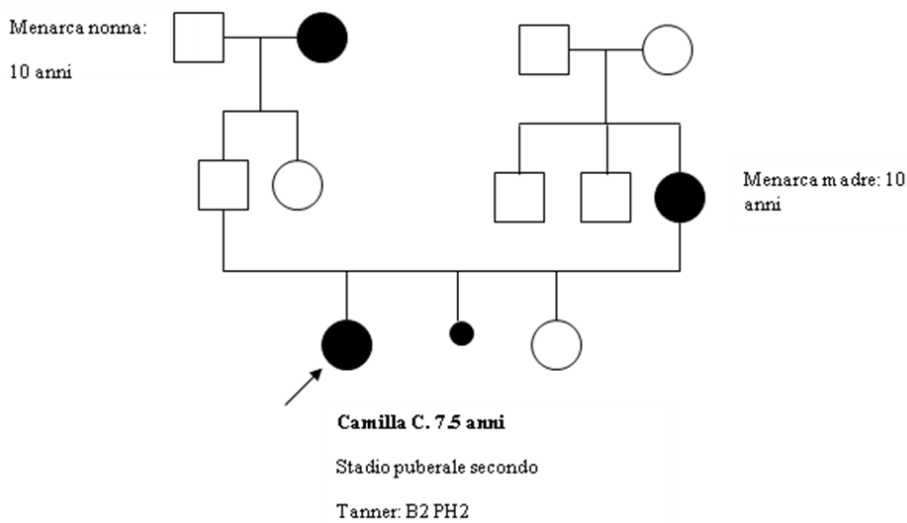 Menarca nonna:
10 anni
Menarca madre: 10
anni
Camilla C. 7.5 anni
Stadio puberale secondo
Tanner: B2 PH2